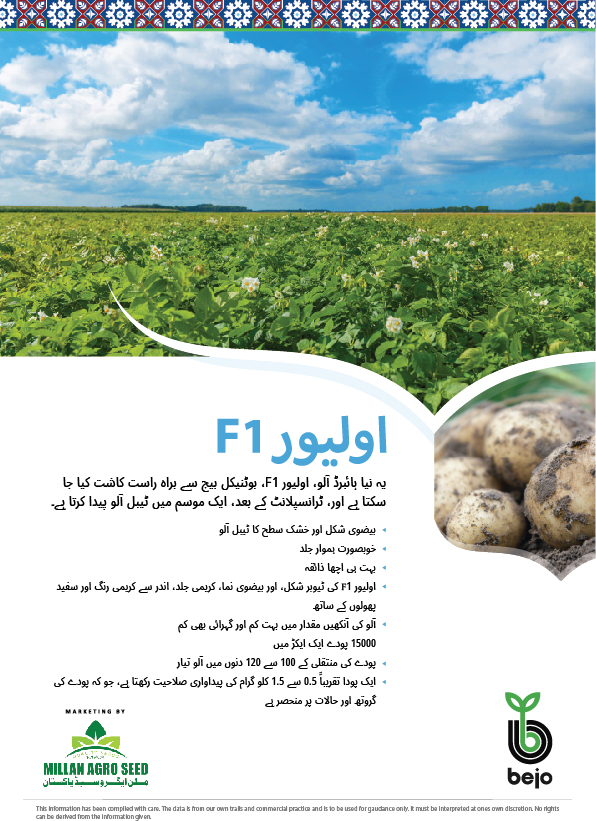 اولیور F1
یہ نیا ہائبرڈ آلو، اولیور F1، بوٹنیکل بیج سے براہ راست کاشت کیا جا
سکتا ہے اور، ٹرانسپلانٹ کے بعد، ایک موسم میں ٹیبل آلو پیدا کرتا ہے۔
بیضوی شکل اور خشک سطح کا ٹیبل آلو
خوبصورت ہموار جلد
بہت ہی اچھا ذائقہ
اولیور F1 کی ٹیوبر شکل، اور بیضوی نما، کریمی جلد، اندر سے کریمی رنگ اور سفید
پھولوں کے ساتھ
آلو کی آنکھیں مقدار میں بہت کم اور گہرائی بھی کم
15000 پودے ایک ایکڑ میں
پودے کی منتقلی کے 100 سے 120 دنوں میں آلو تیار
ایک پودا تقریباً 0.5 سے 1.5 کلو گرام کی پیداواری صلاحیت رکھتا ہے، جو کہ پودے کی
گروتھ اور حالات پر منحصر ہے
MARKETING BY
MILLAN AGRO SEED
ملن ایگرو سیڈ پاکستان
bejo
This information has been compiled with care. The data is from our own trails and commercial practice and is to be used for gaudance only. It must be interpreted at ones own discretion. No rights
can be derived from the information given.